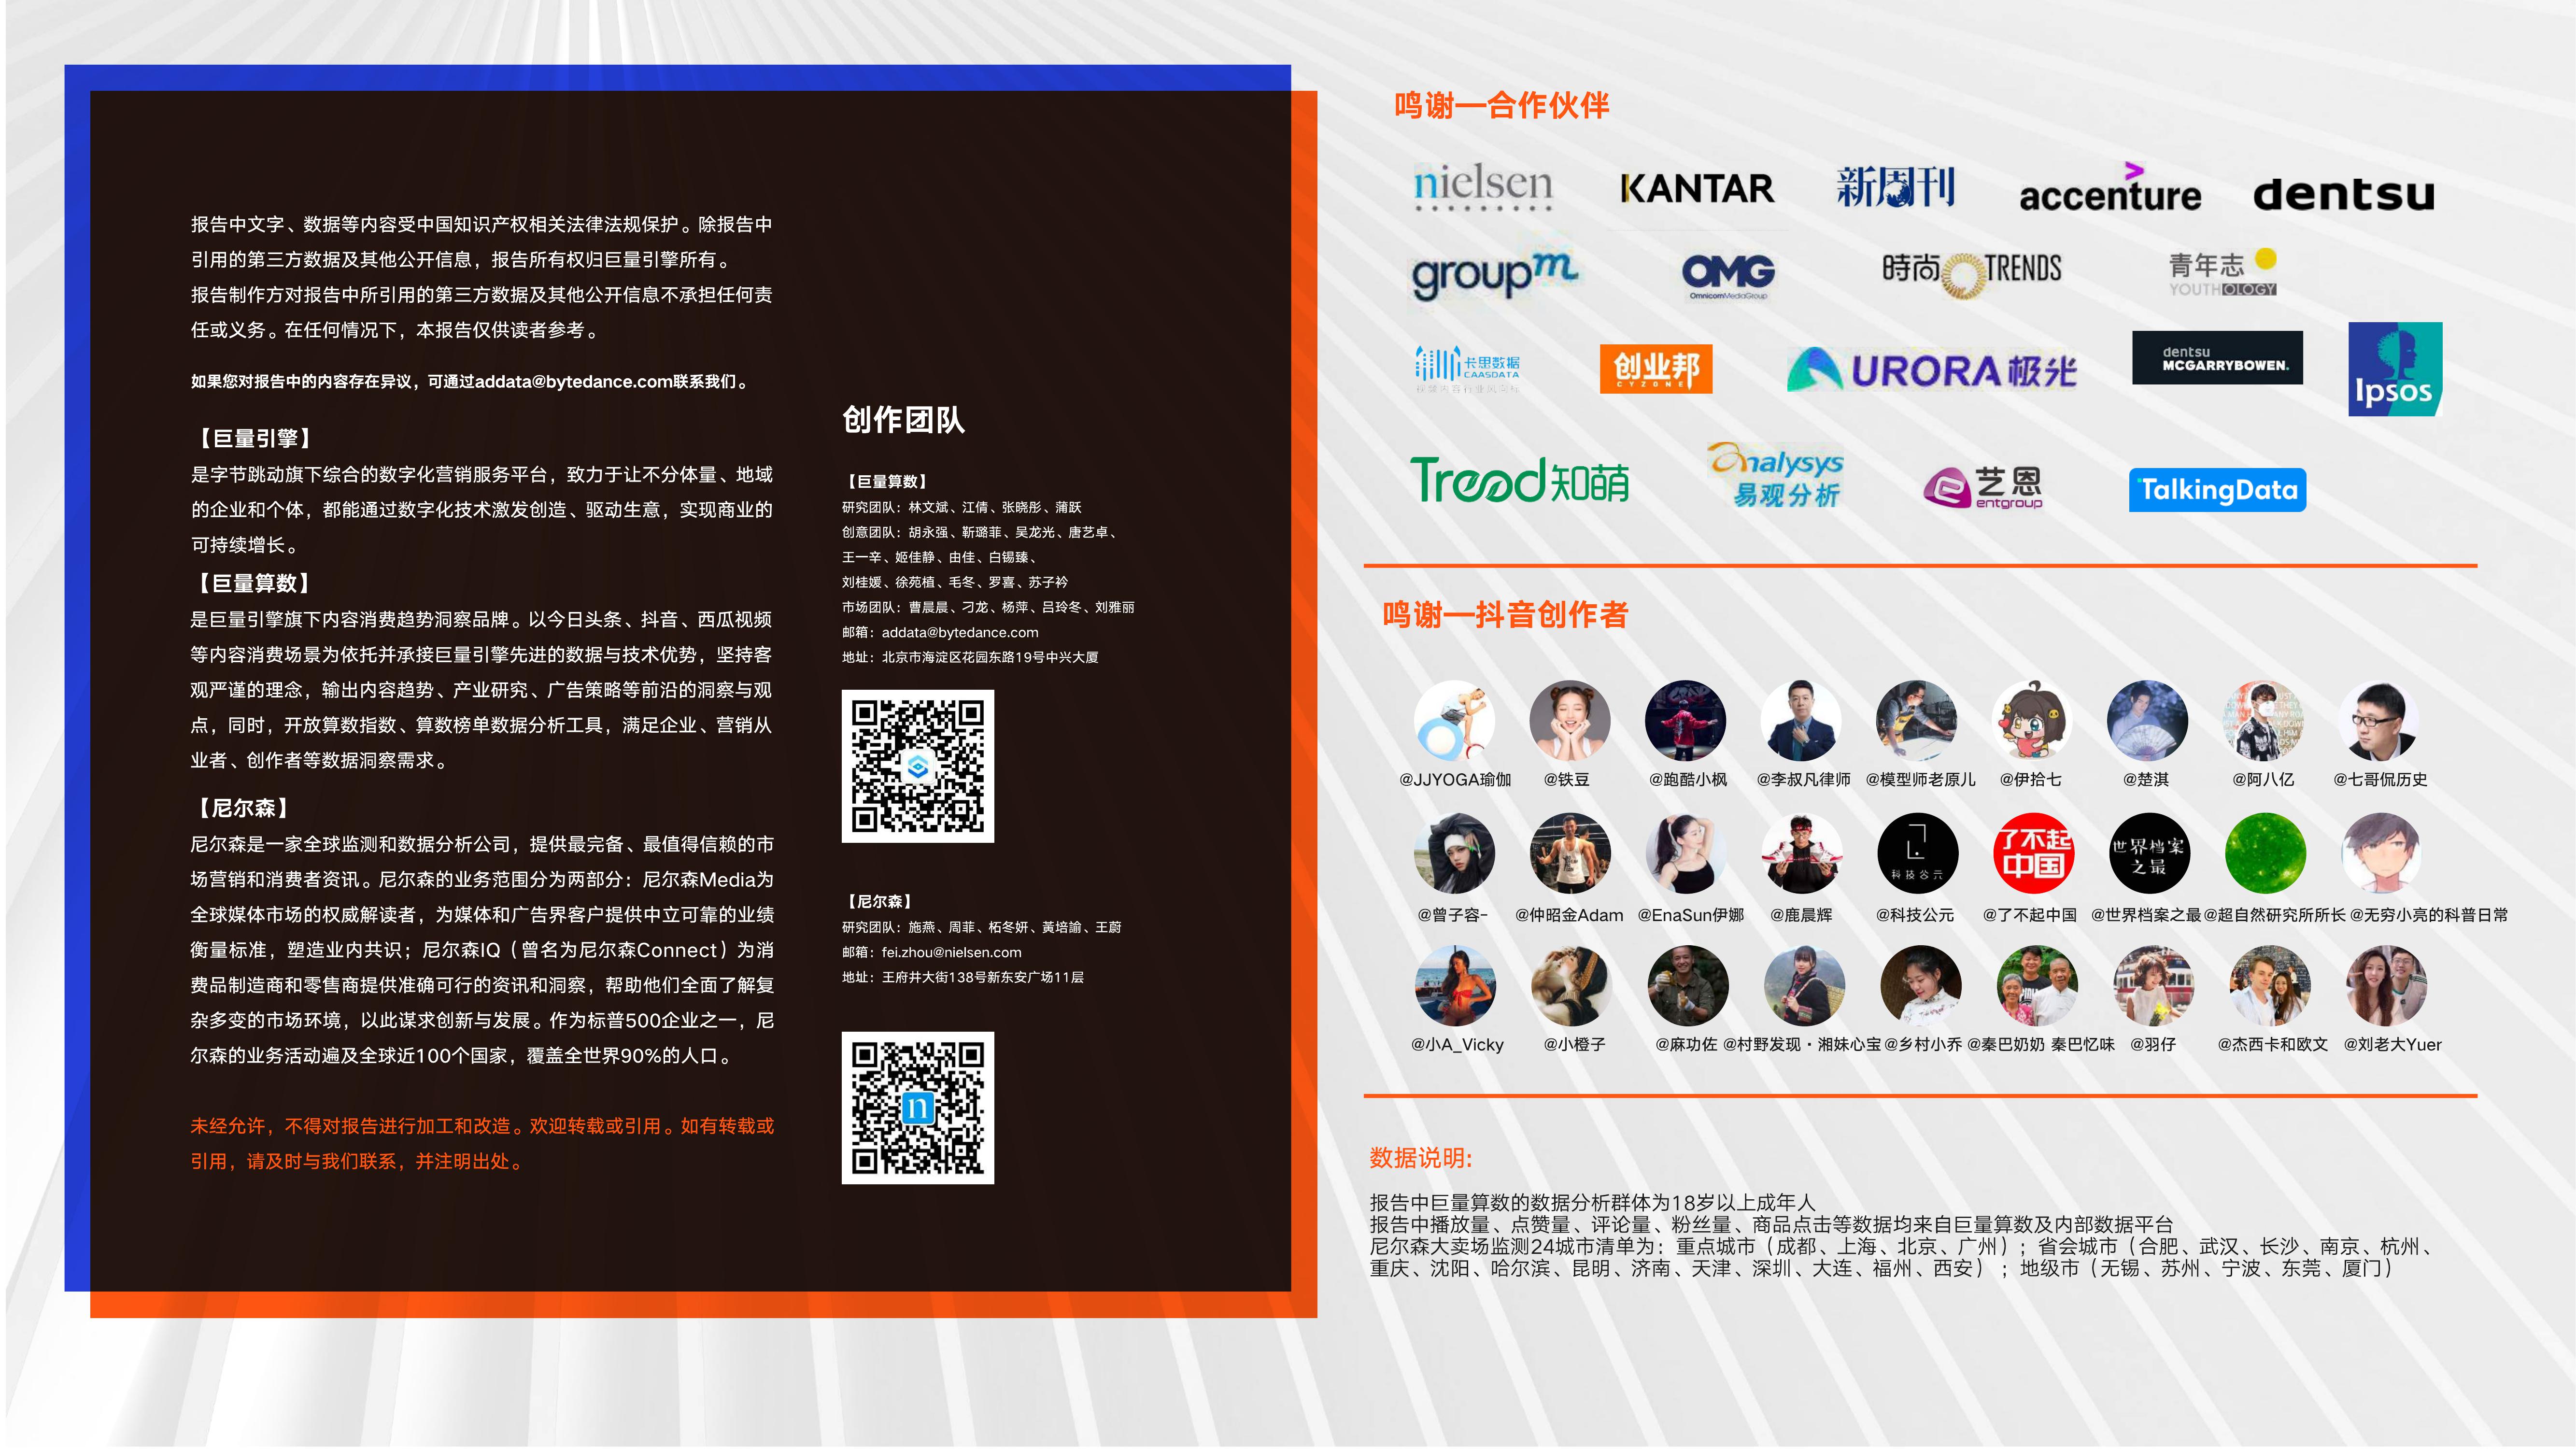 报告中文字、数据等内容受中国知识产权相关法律法规保护。除报告中
引用的第三方数据及其他公开信息，报告所有权归巨量引擎所有。
报告制作方对报告中所引用的第三方数据及其他公开信息不承担任何责
任或义务。在任何情况下，本报告仅供读者参考。
如果您对报告中的内容存在异议，可通过addata@bytedance.com联系我们。
【巨量引擎】
是字节跳动旗下综合的数字化营销服务平台，致力于让不分体量、地域
的企业和个体，都能通过数字化技术激发创造、驱动生意，实现商业的
可持续增长。
【巨量算数】
是巨量引擎旗下内容消费趋势洞察品牌。以今日头条、抖音、西瓜视频
等内容消费场景为依托并承接巨量引擎先进的数据与技术优势，坚持客
观严谨的理念，输出内容趋势、产业研究、广告策略等前沿的洞察与观
点，同时，开放算数指数、算数榜单数据分析工具，满足企业、营销从
业者、创作者等数据洞察需求。
【尼尔森】
尼尔森是一家全球监测和数据分析公司，提供最完备、最值得信赖的市
场营销和消费者资讯。尼尔森的业务范围分为两部分：尼尔森Media为
全球媒体市场的权威解读者，为媒体和广告界客户提供中立可靠的业绩
衡量标准，塑造业内共识；尼尔森IQ（曾名为尼尔森Connect）为消
费品制造商和零售商提供准确可行的资讯和洞察，帮助他们全面了解复
杂多变的市场环境，以此谋求创新与发展。作为标普500企业之一，尼
尔森的业务活动遍及全球近100个国家，覆盖全世界90%的人口。
未经允许，不得对报告进行加工和改造。欢迎转载或引用。如有转载或
引用，请及时与我们联系，并注明出处。
创作团队
【巨量算数】
研究团队：林文斌、江倩、张晓彤、蒲跃
创意团队：胡永强、靳璐菲、吴龙光、唐艺卓、
王一辛、姬佳静、由佳、白锡臻、
刘桂媛、徐苑植、毛冬、罗喜、苏子衿
市场团队：曹晨晨、刁龙、杨萍、吕玲冬、刘雅丽
邮箱：addata@bytedance.com
地址：北京市海淀区花园东路19号中兴大厦
【尼尔森】
研究团队：施燕、周菲、柘冬妍、黃培諭、王蔚
邮箱：fei.zhou@nielsen.com
地址：王府井大街138号新东安广场11层
n
鸣谢—合作伙伴
nielsen KANTAR 新周刊 accenture dentsu
groupm OMG OmnicomMediaGroup 時尚 TRENDS 青年志 YOUTHOLOGY
卡思数据 CAASDATA 创业邦 CYZONE AURORA 极光 dentsu MCGARRYBOWEN. Ipsos
Trend知萌 analysys 易观分析 艺恩 entgroup TalkingData
鸣谢—抖音创作者
@JJYOGA瑜伽 @铁豆 @跑酷小枫 @李叔凡律师 @模型师老原儿 @伊拾七 @楚淇 @阿八亿 @七哥侃历史
科技公元 了不起中国 世界档案之最
@曾子容- @仲昭金Adam @EnaSun伊娜 @鹿晨辉 @科技公元 @了不起中国 @世界档案之最 @超自然研究所所长 @无穷小亮的科普日常
@小A_Vicky @小橙子 @麻功佐 @村野发现·湘妹心宝 @乡村小乔 @秦巴奶奶 秦巴忆味 @羽仔 @杰西卡和欧文 @刘老大Yuer
数据说明:
报告中巨量算数的数据分析群体为18岁以上成年人
报告中播放量、点赞量、评论量、粉丝量、商品点击等数据均来自巨量算数及内部数据平台
尼尔森大卖场监测24城市清单为：重点城市（成都、上海、北京、广州）；省会城市（合肥、武汉、长沙、南京、杭州、
重庆、沈阳、哈尔滨、昆明、济南、天津、深圳、大连、福州、西安）；地级市（无锡、苏州、宁波、东莞、厦门）